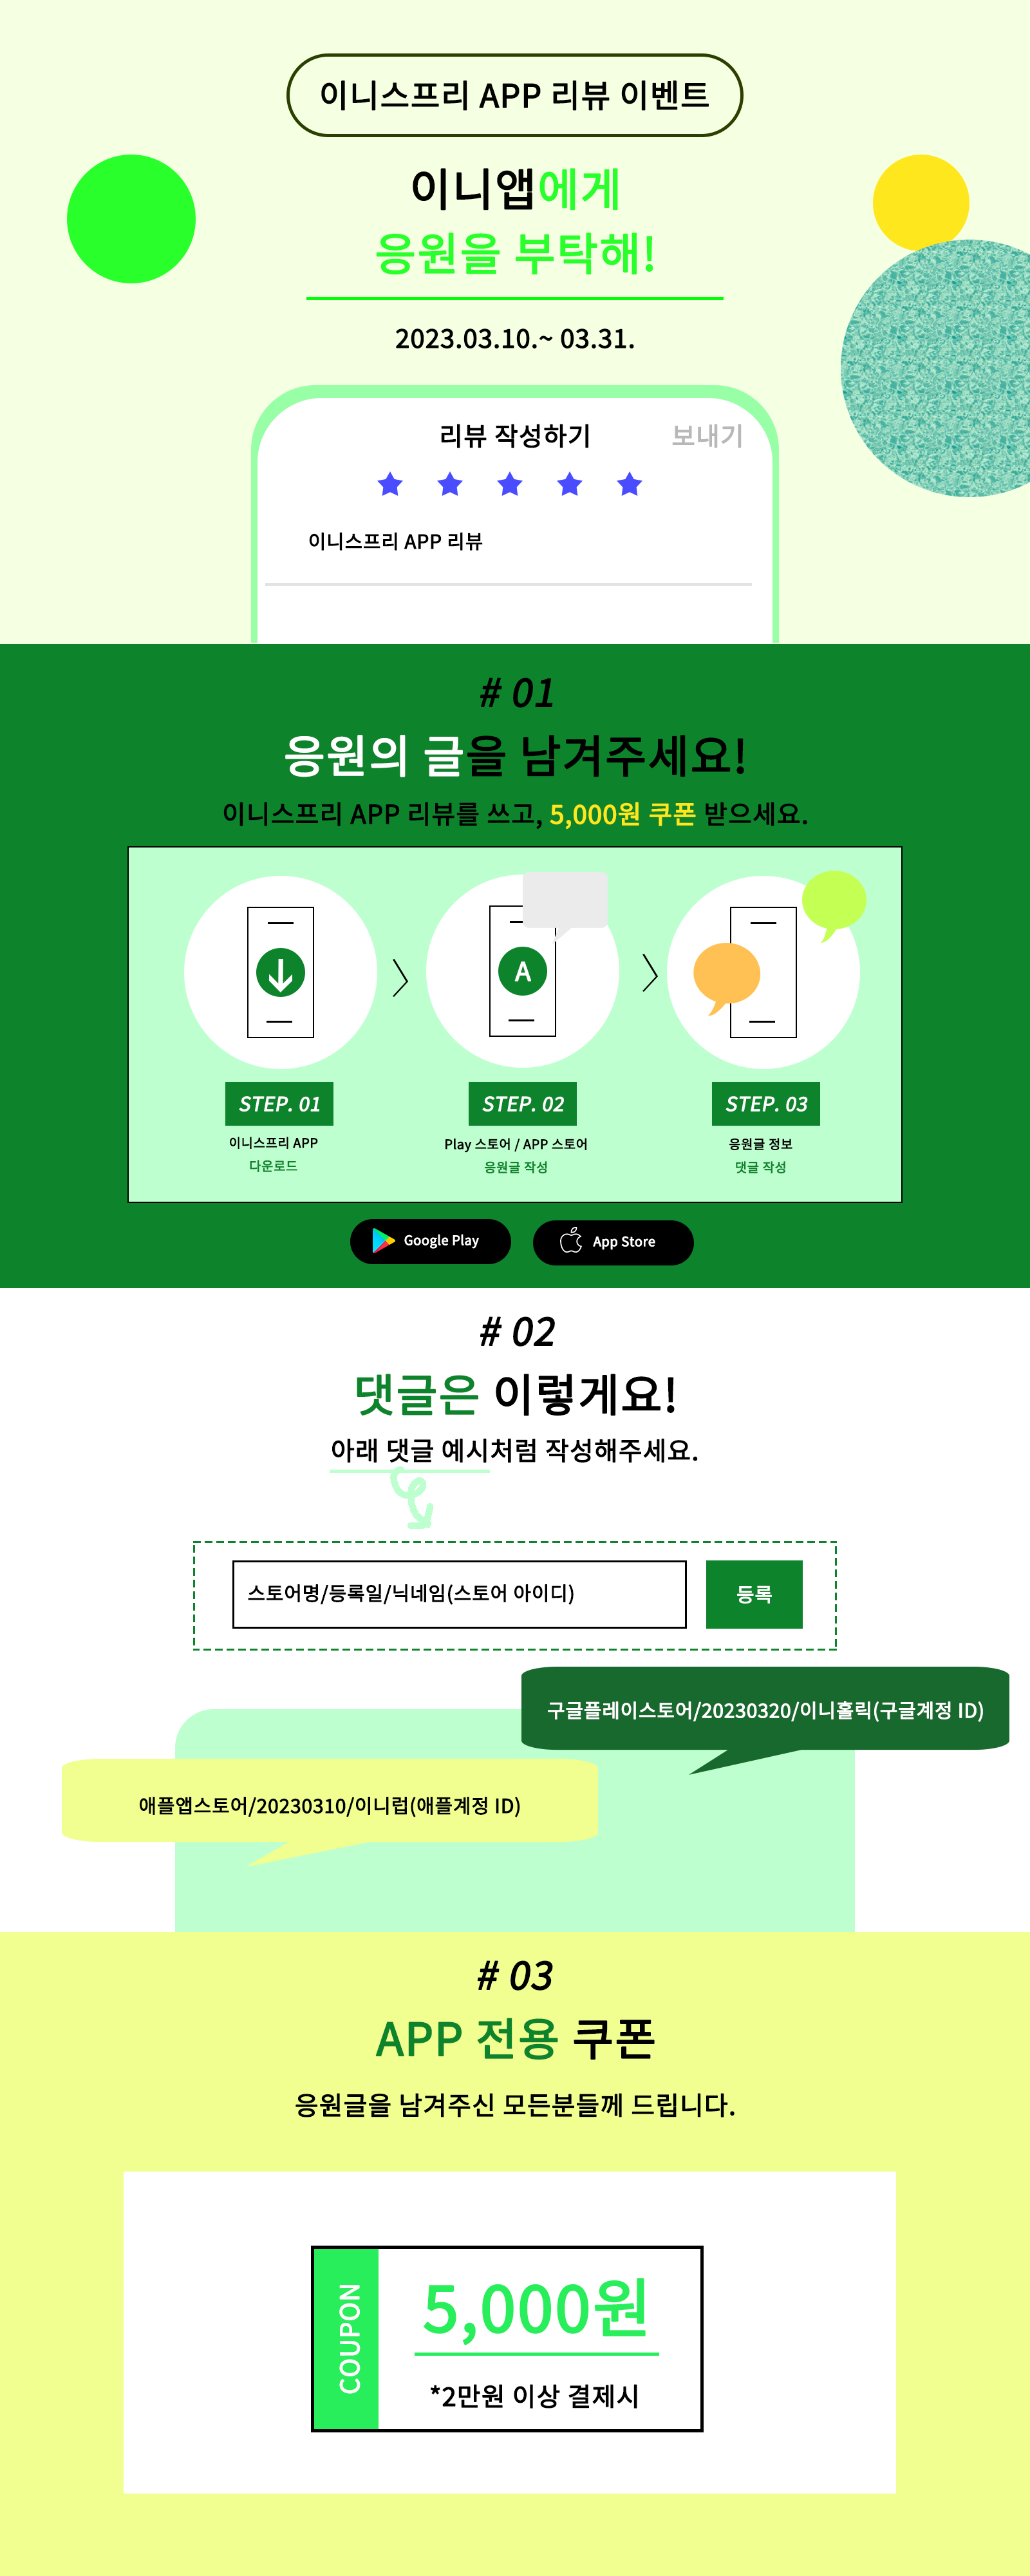 이니스프리 APP 리뷰 이벤트
이니앱에게
응원을 부탁해!
2023.03.10.~ 03.31.
리뷰 작성하기 보내기
이니스프리 APP 리뷰
# 01
응원의 글을 남겨주세요!
이니스프리 APP 리뷰를 쓰고, 5,000원 쿠폰 받으세요.
A
STEP. 01
이니스프리 APP
다운로드
STEP. 02
Play 스토어 / APP 스토어
응원글 작성
STEP. 03
응원글 정보
댓글 작성
Google Play
App Store
# 02
댓글은 이렇게요!
아래 댓글 예시처럼 작성해주세요.
스토어명/등록일/닉네임(스토어 아이디)
등록
구글플레이스토어/20230320/이니홀릭(구글계정 ID)
애플앱스토어/20230310/이니럽(애플계정 ID)
# 03
APP 전용 쿠폰
응원글을 남겨주신 모든분들께 드립니다.
COUPON
5,000원
*2만원 이상 결제시